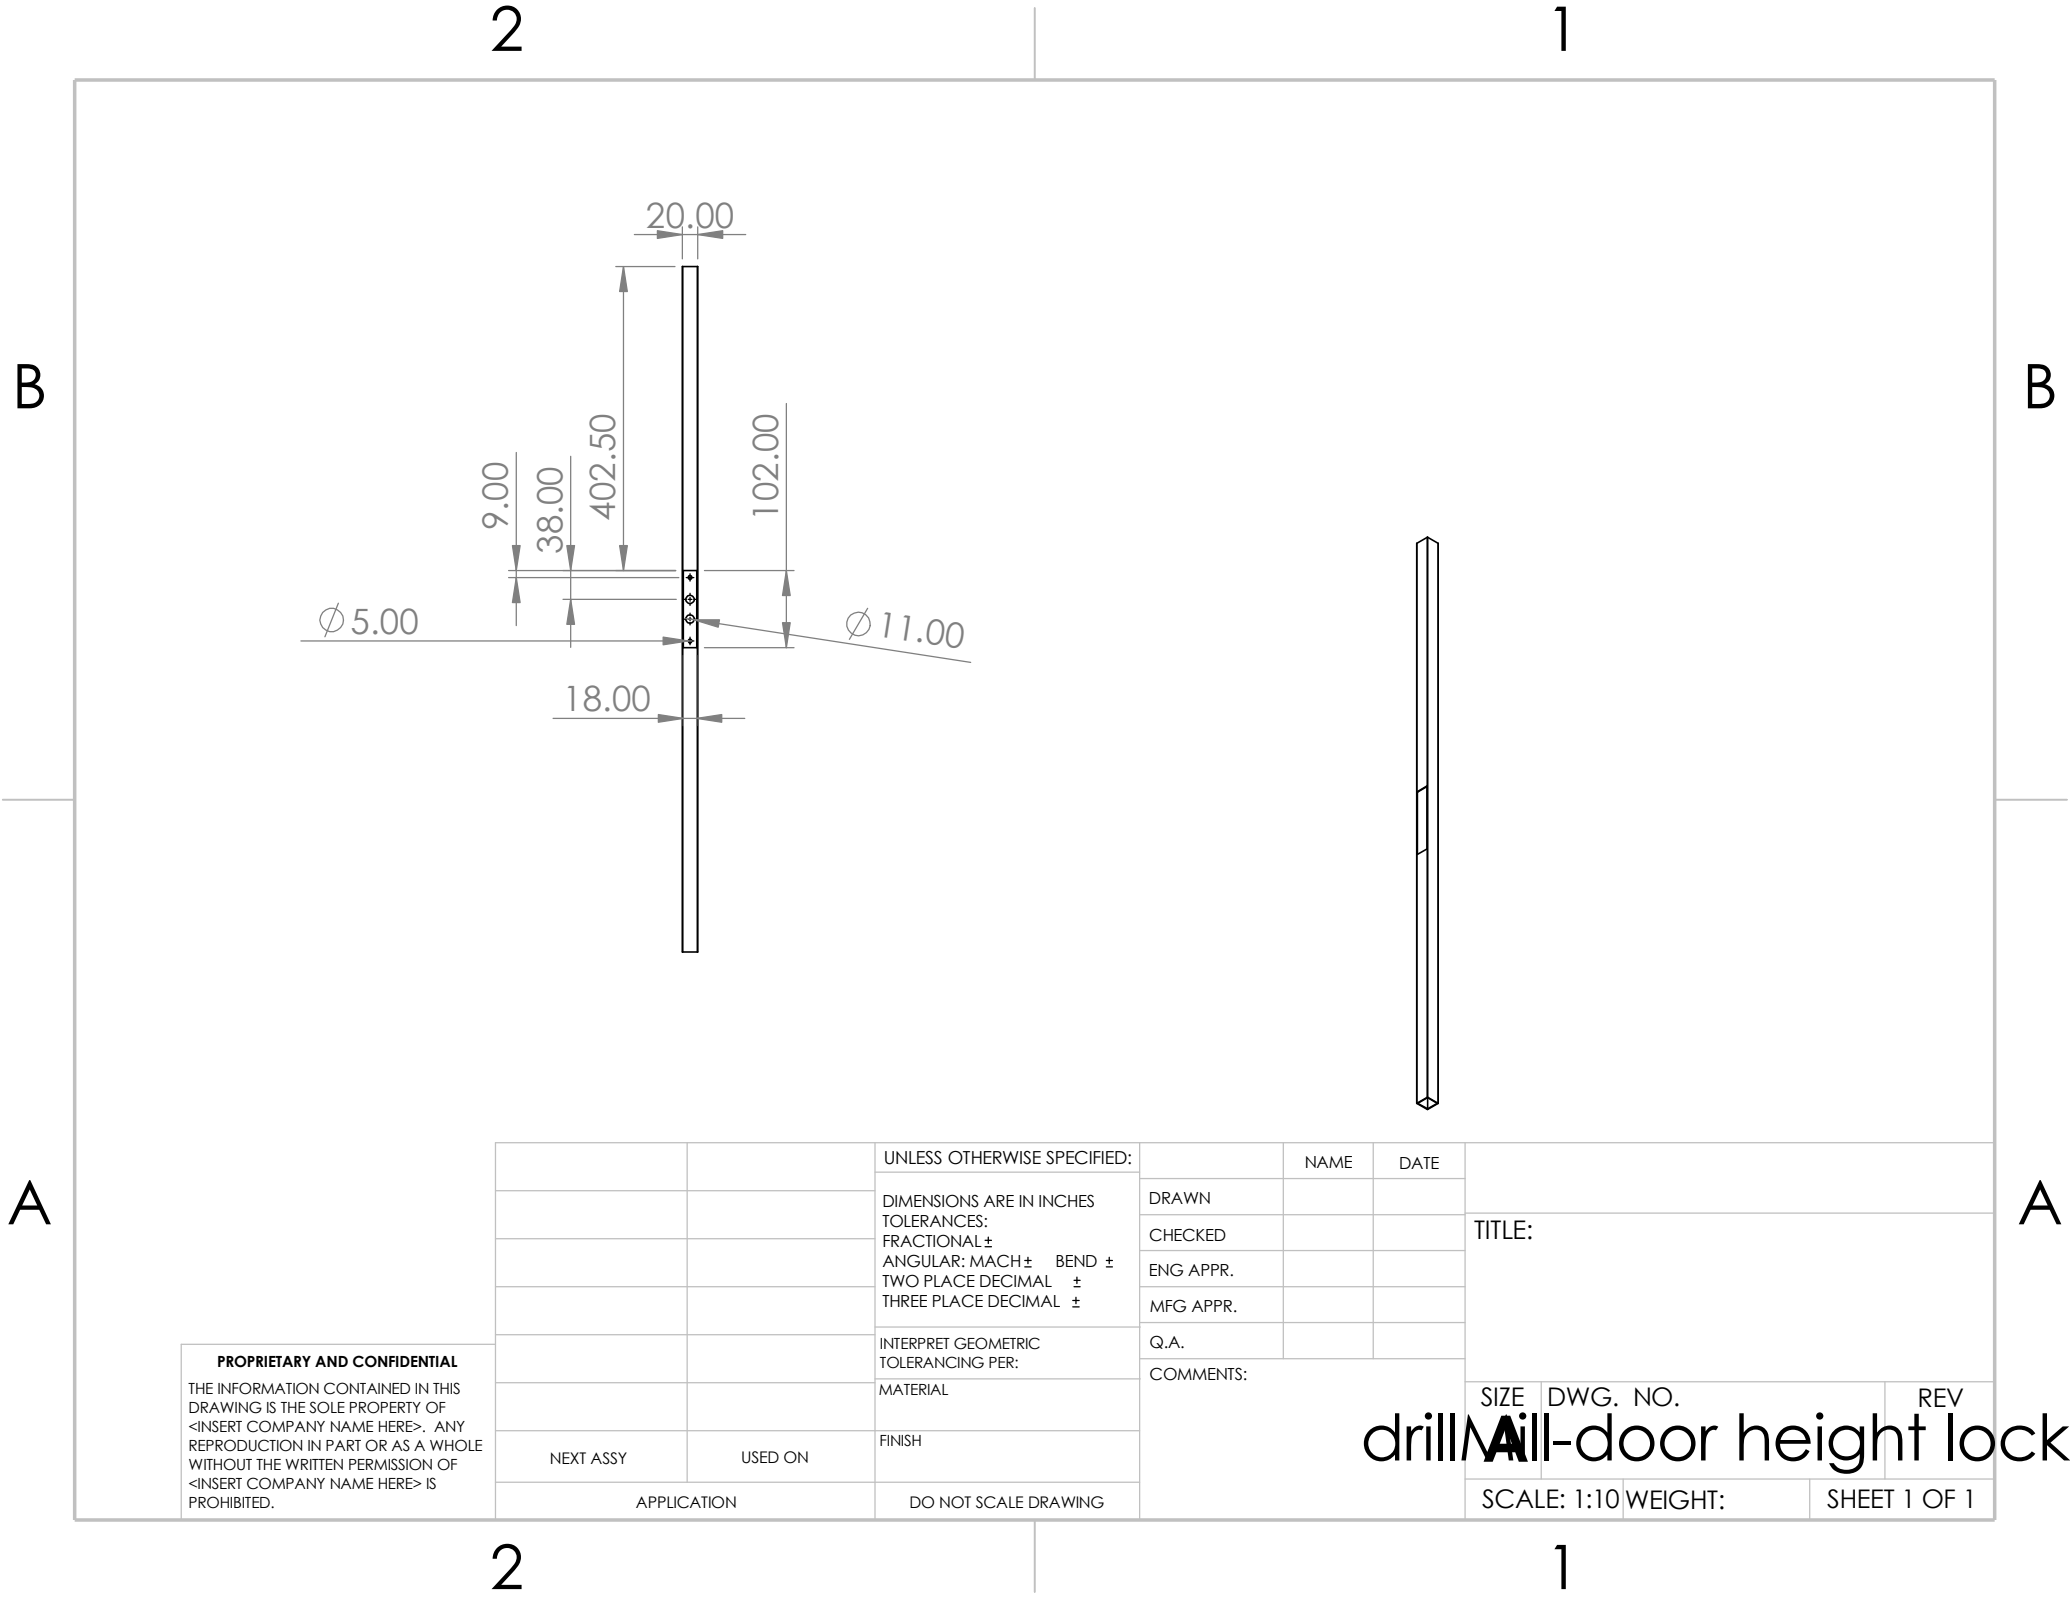 2
1
B
B
20.00
402.50
102.00
9.00
38.00
⌀5.00
⌀11.00
18.00
A
A
UNLESS OTHERWISE SPECIFIED:
DIMENSIONS ARE IN INCHES
TOLERANCES:
FRACTIONAL±
ANGULAR: MACH± BEND ±
TWO PLACE DECIMAL ±
THREE PLACE DECIMAL ±
INTERPRET GEOMETRIC
TOLERANCING PER:
MATERIAL
FINISH
DO NOT SCALE DRAWING
NAME
DATE
DRAWN
CHECKED
ENG APPR.
MFG APPR.
Q.A.
COMMENTS:
TITLE:
SIZE
DWG. NO.
REV
A
drillMill-door height lock
SCALE: 1:10
WEIGHT:
SHEET 1 OF 1
PROPRIETARY AND CONFIDENTIAL
THE INFORMATION CONTAINED IN THIS
DRAWING IS THE SOLE PROPERTY OF
<INSERT COMPANY NAME HERE>. ANY
REPRODUCTION IN PART OR AS A WHOLE
WITHOUT THE WRITTEN PERMISSION OF
<INSERT COMPANY NAME HERE> IS
PROHIBITED.
NEXT ASSY
USED ON
APPLICATION
2
1